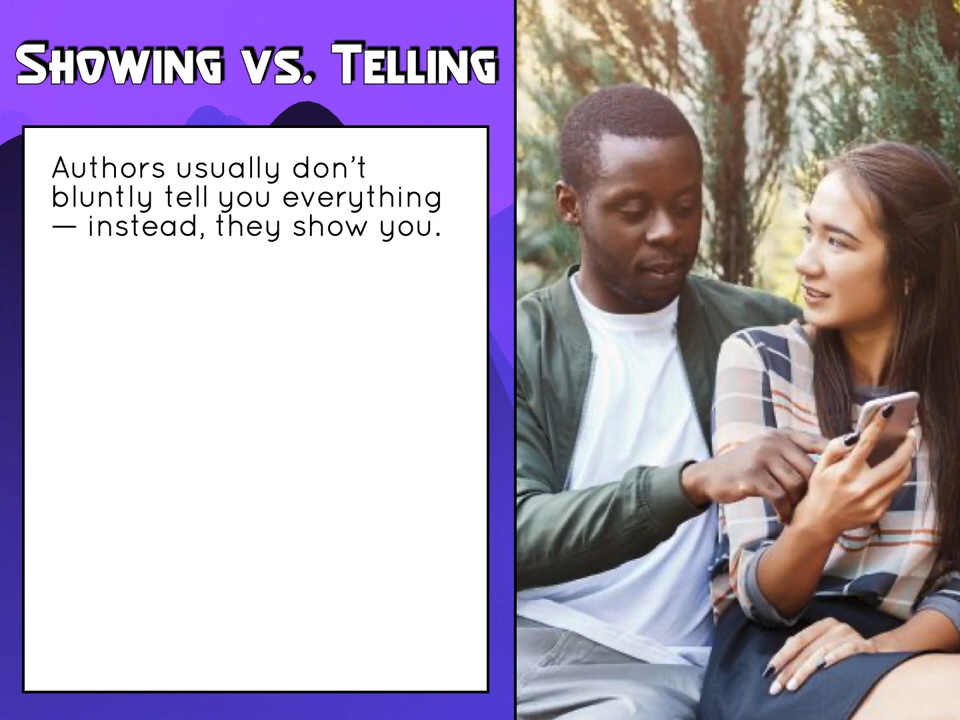 Showing vs. Telling
Authors usually don’t
bluntly tell you everything
— instead, they show you.